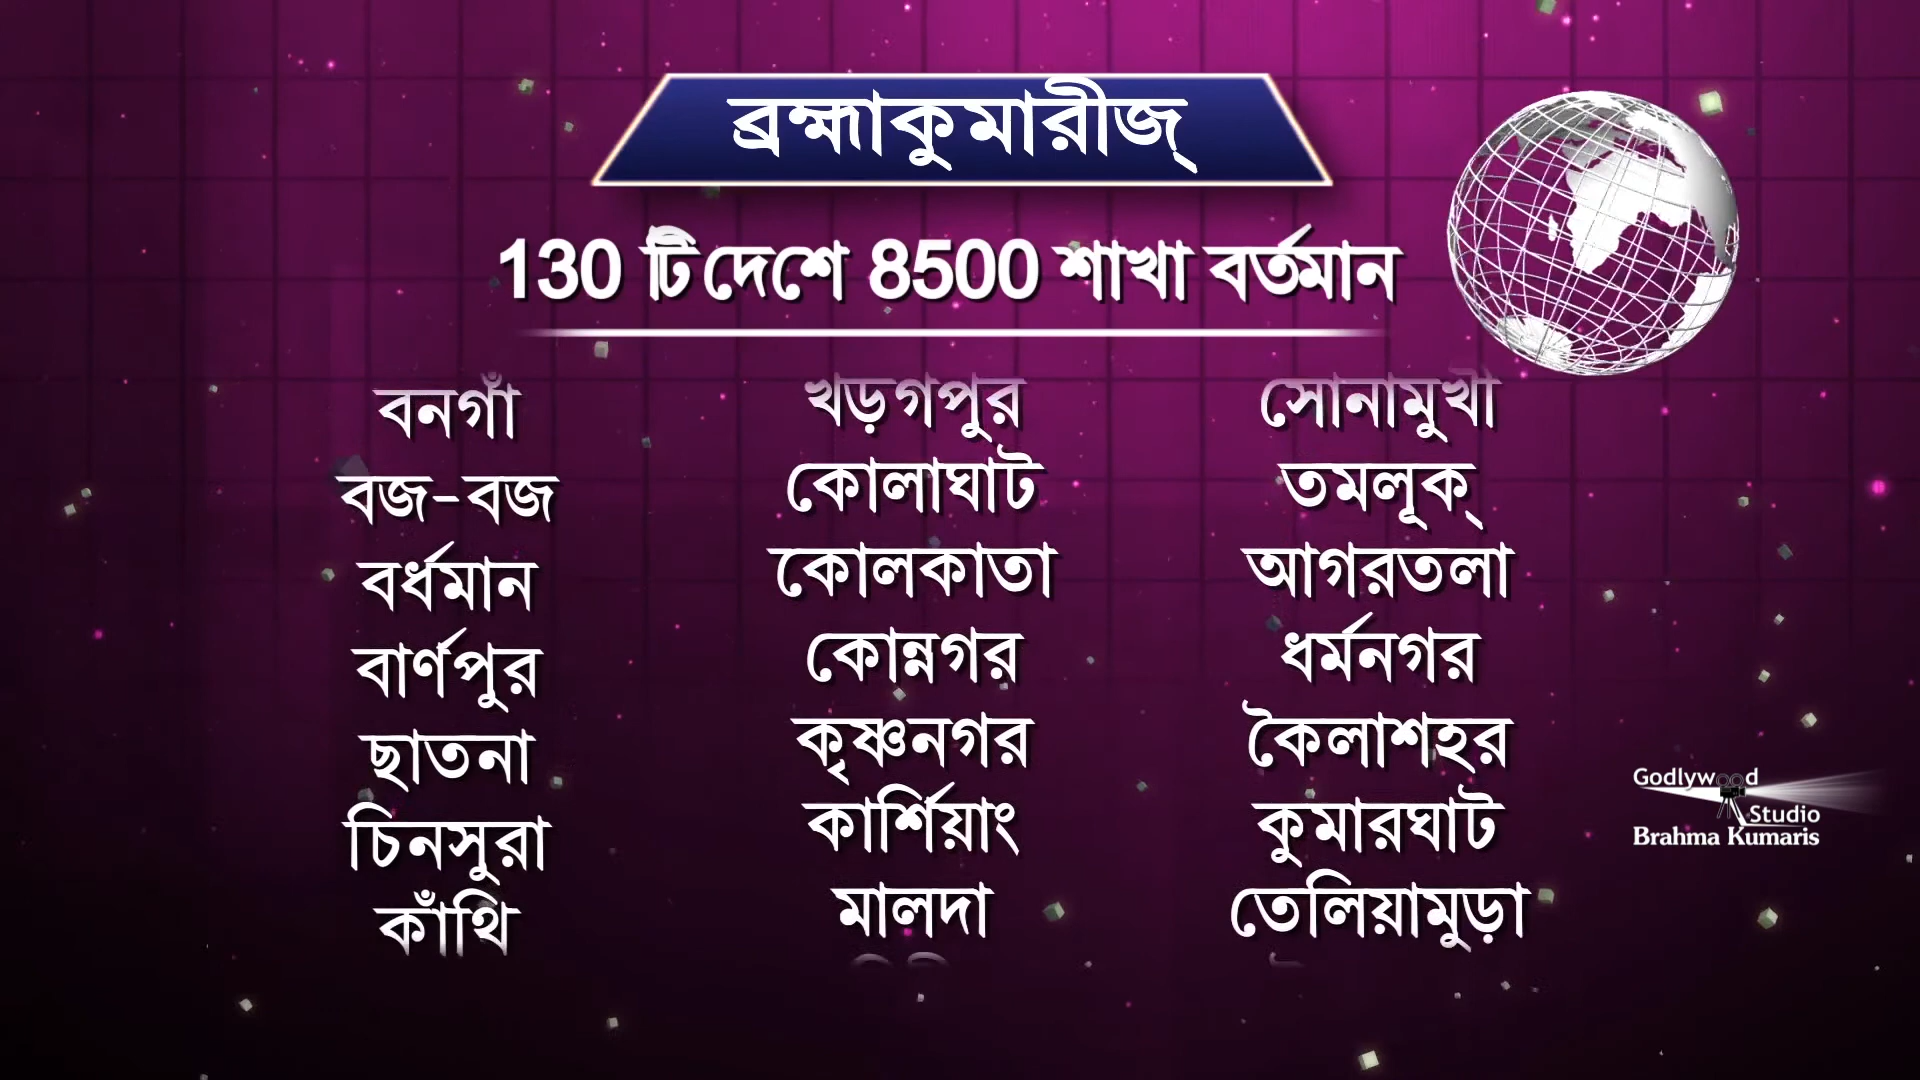 ব্রহ্মাকুমারীজ্
130 টি দেশে 8500 শাখা বর্তমান
বনগাঁ
বজ-বজ
বর্ধমান
বার্ণপুর
ছাতনা
চিনসুরা
কাঁথি
খড়গপুর
কোলাঘাট
কোলকাতা
কোন্নগর
কৃষ্ণনগর
কার্শিয়াং
মালদা
সোনামুখী
তমলূক্
আগরতলা
ধর্মনগর
কৈলাশহর
কুমারঘাট
তেলিয়ামুড়া
Godlywood
Studio
Brahma Kumaris